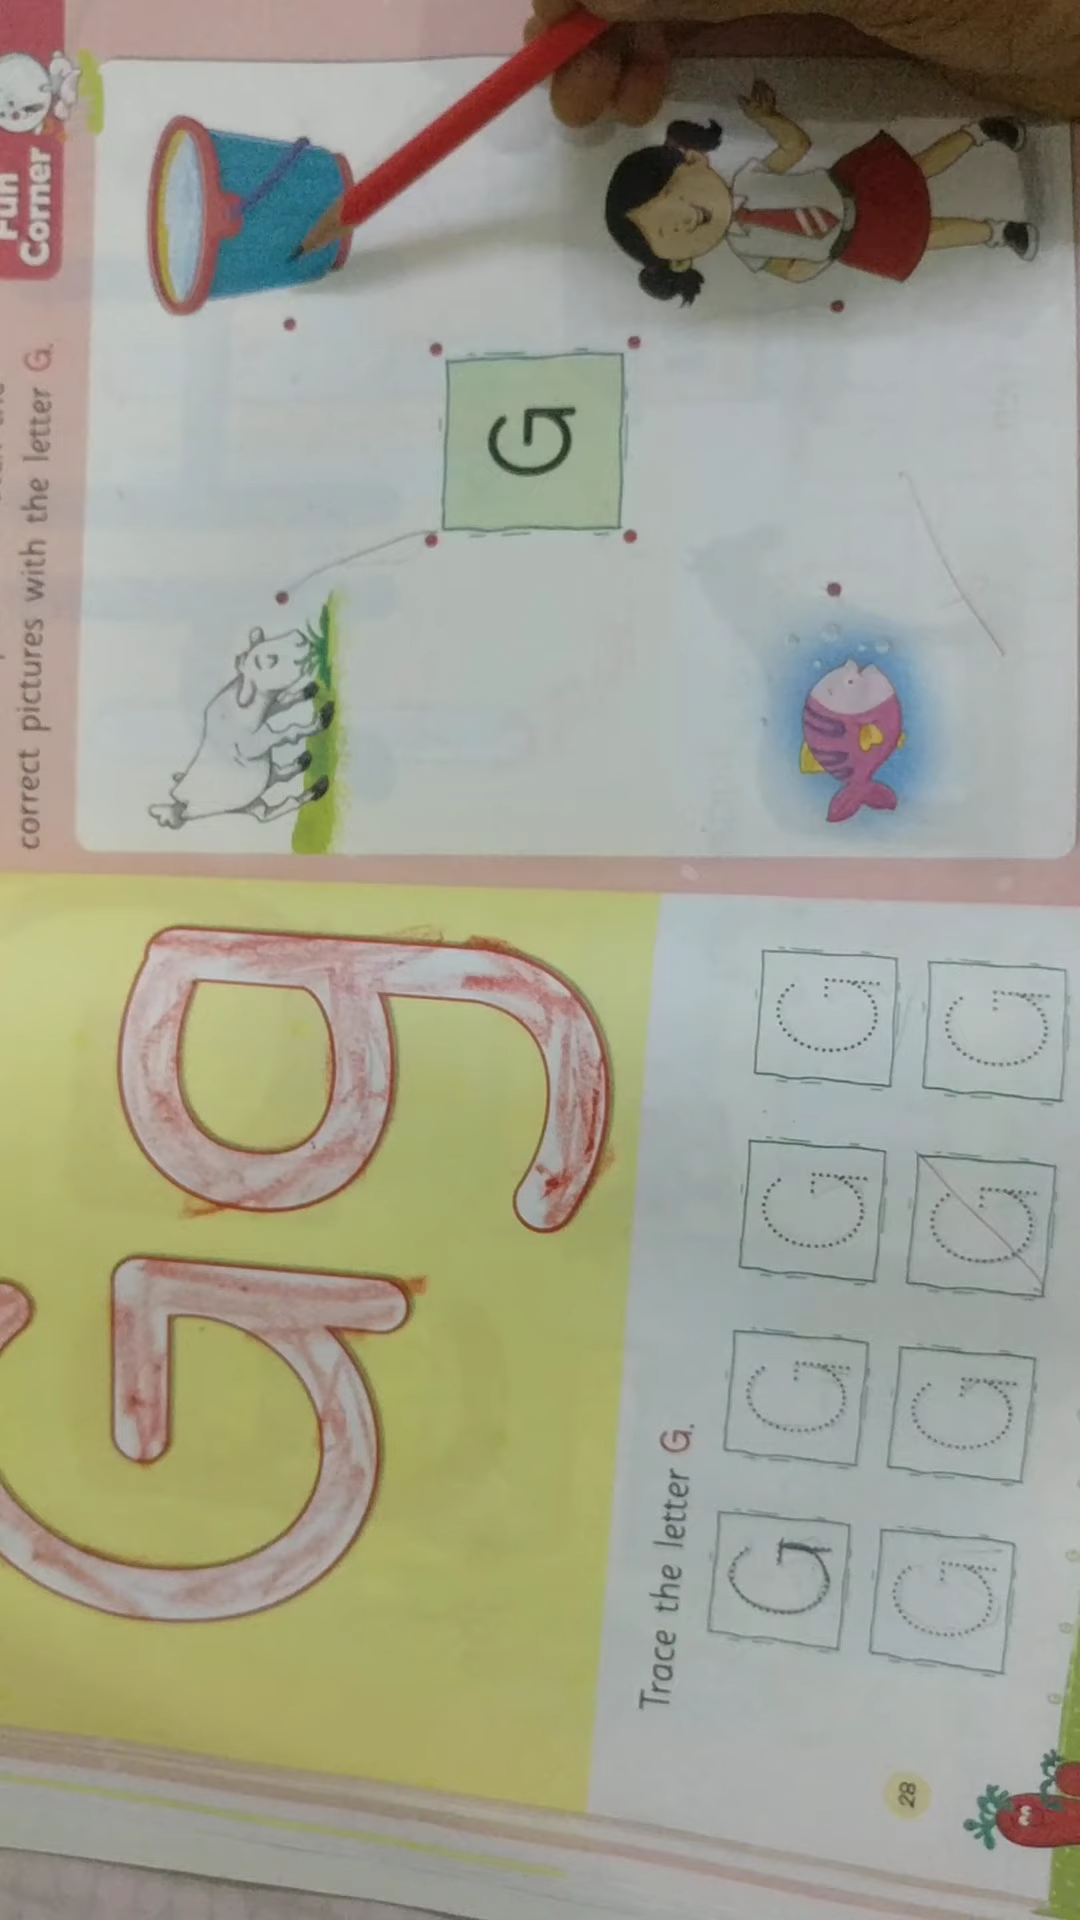 Fun
Corner
correct pictures with the letter G.
G
Gg
Trace the letter G.
G G G G
G G G G
28